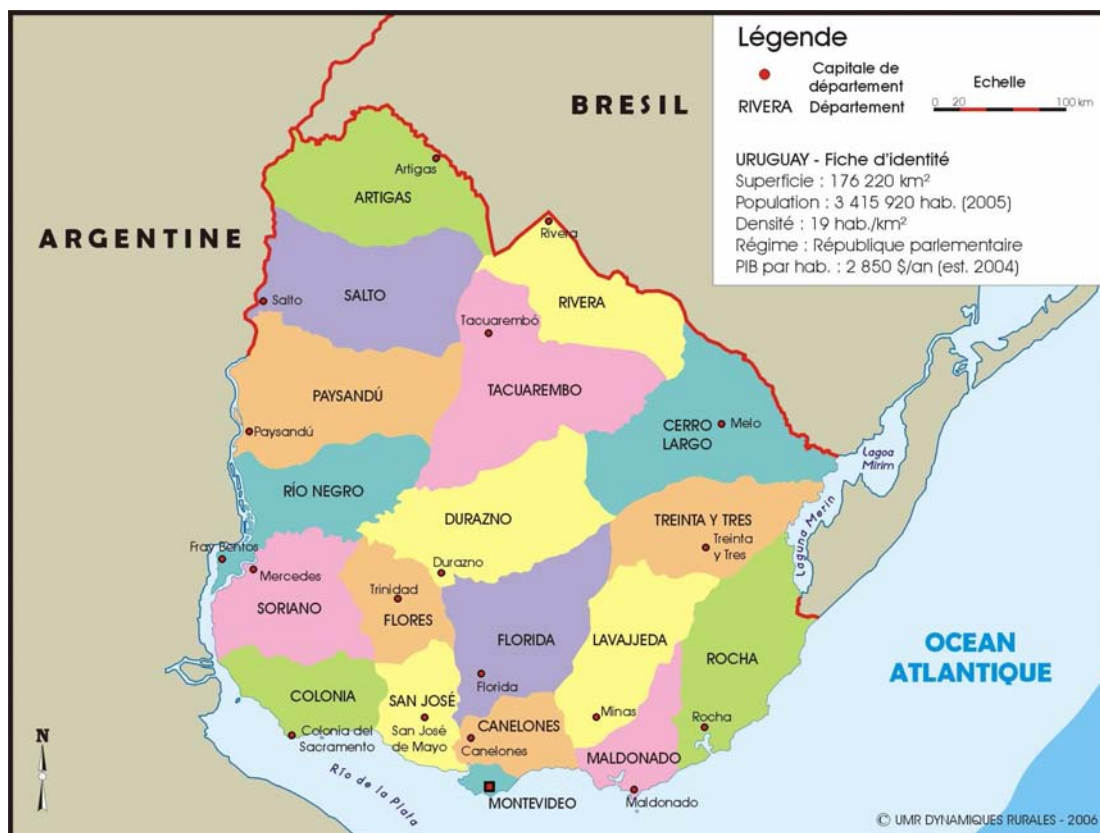 Légende
Capitale de
département
RIVERA Département
Echelle
0 20 100 km
URUGUAY - Fiche d'identité
Superficie : 176 220 km²
Population : 3 415 920 hab. (2005)
Densité : 19 hab./km²
Régime : République parlementaire
PIB par hab. : 2 850 $/an (est. 2004)
BRESIL
ARGENTINE
Artigas
ARTIGAS
Rivera
RIVERA
Salto
SALTO
Tacuarembó
TACUAREMBO
PAYSANDÚ
Paysandú
CERRO
LARGO
Melo
Lagoa
Mirim
Laguna Merin
RÍO NEGRO
Fray Bentos
DURAZNO
Durazno
TREINTA Y TRES
Treinta
y Tres
Mercedes
SORIANO
Trinidad
FLORES
FLORIDA
Florida
LAVAJJEDA
Minas
ROCHA
Rocha
OCEAN
ATLANTIQUE
COLONIA
Colonia del
Sacramento
SAN JOSÉ
San José
de Mayo
CANELONES
Canelones
MALDONADO
Maldonado
MONTEVIDEO
Río de la Plata
N
© UMR DYNAMIQUES RURALES - 2006